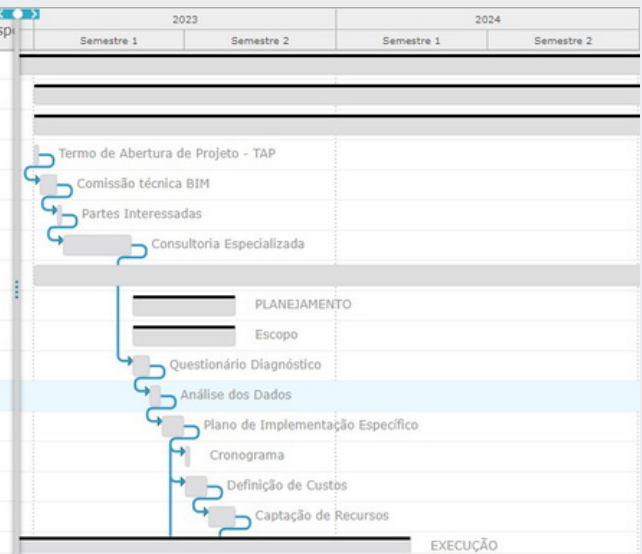 2023
2024
Semestre 1
Semestre 2
Semestre 1
Semestre 2
Termo de Abertura de Projeto - TAP
Comissão técnica BIM
Partes Interessadas
Consultoria Especializada
PLANEJAMENTO
Escopo
Questionário Diagnóstico
Análise dos Dados
Plano de Implementação Específico
Cronograma
Definição de Custos
Captação de Recursos
EXECUÇÃO